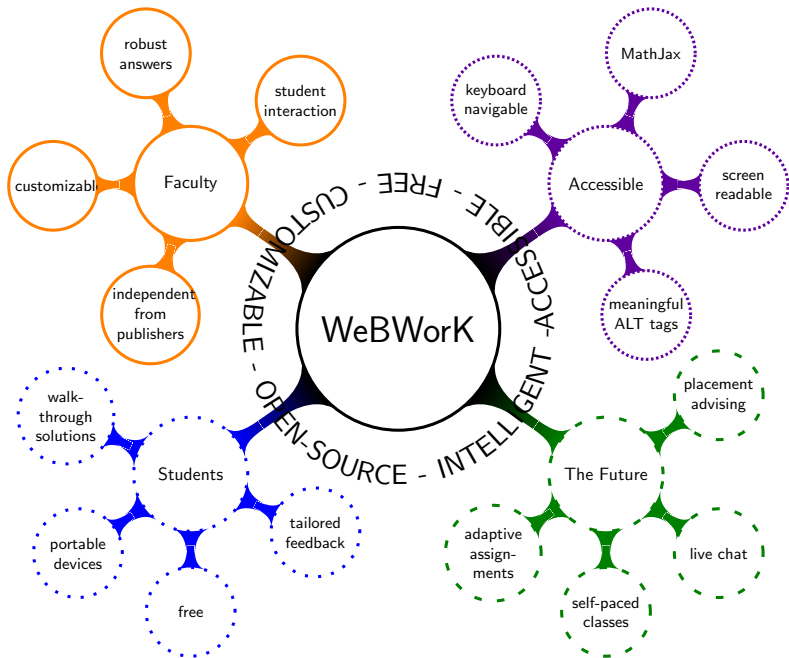 robust
answers
student
interaction
customizable
Faculty
independent
from
publishers
MathJax
keyboard
navigable
Accessible
screen
readable
meaningful
ALT tags
WeBWorK
OPEN-SOURCE - INTELLIGENT - ACCESSIBLE - FREE - CUSTOMIZABLE -
walk-
through
solutions
Students
portable
devices
free
tailored
feedback
placement
advising
The Future
adaptive
assign-
ments
self-paced
classes
live chat